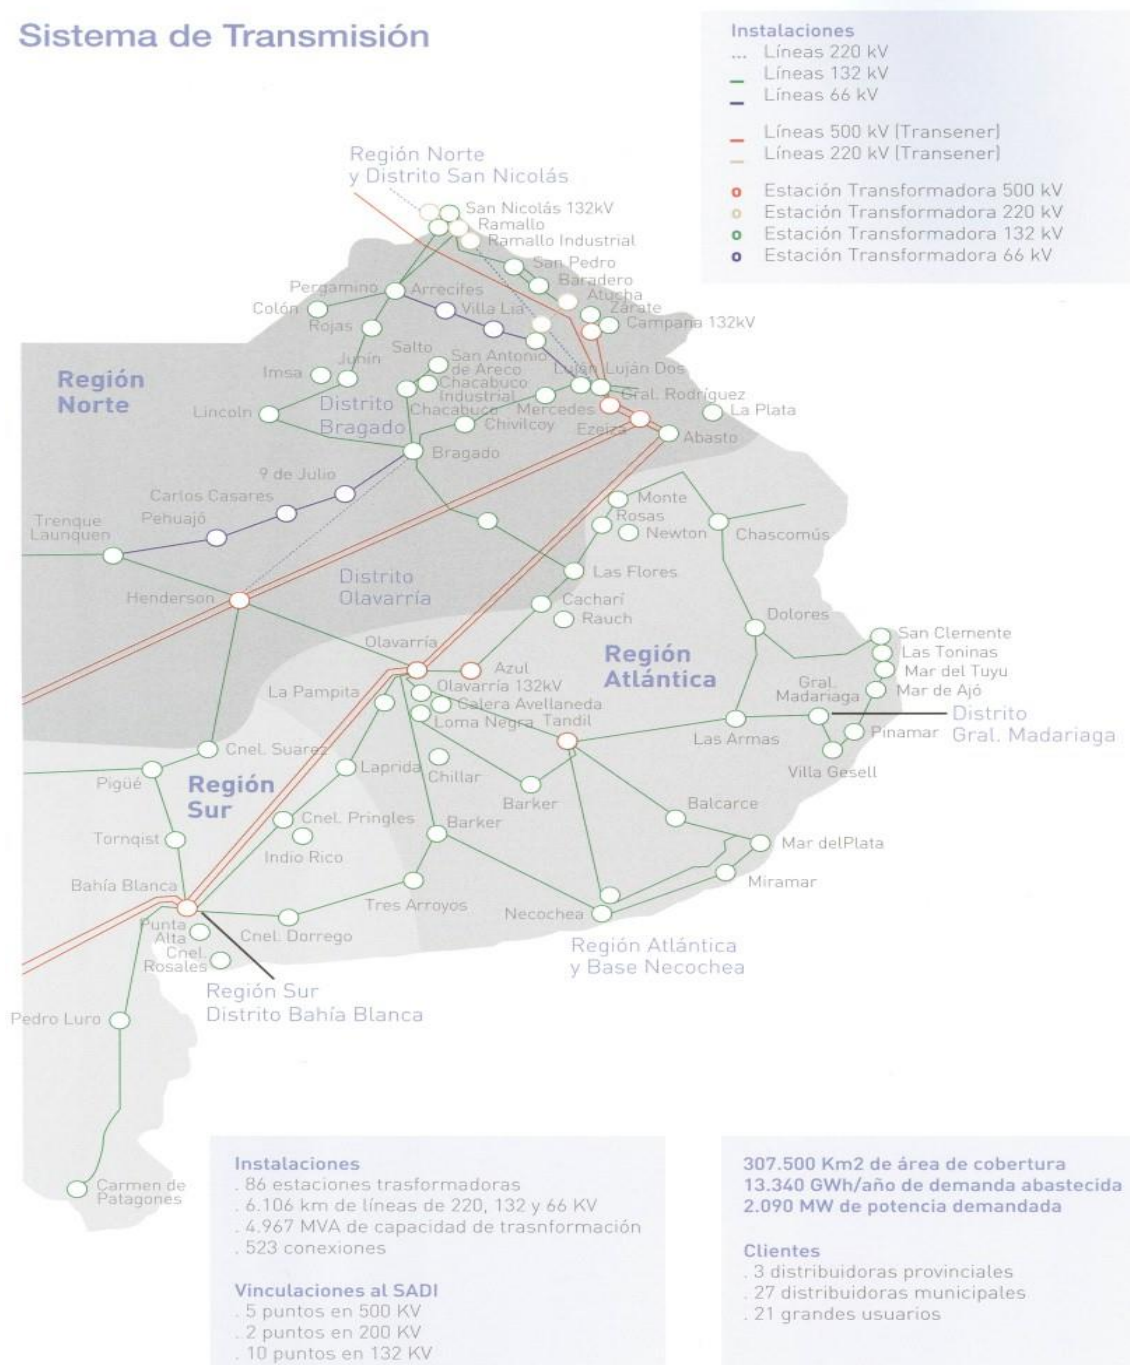 Sistema de Transmisión
Instalaciones
... Líneas 220 kV
Líneas 132 kV
Líneas 66 kV
Líneas 500 kV (Transener)
Líneas 220 kV (Transener)
Estación Transformadora 500 kV
Estación Transformadora 220 kV
Estación Transformadora 132 kV
Estación Transformadora 66 kV
Región Norte
y Distrito San Nicolás
San Nicolás 132kV
Ramallo
Ramallo Industrial
San Pedro
Baradero
Atucha
Zárate
Campana 132kV
Pergamino
Arrecifes
Colón
Villa Lia
Rojas
Salto
San Antonio
de Areco
Junín
Imsa
Chacabuco
Industrial
Chacabuco
Luján
Luján Dos
Gral. Rodríguez
Mercedes
La Plata
Región
Norte
Distrito
Bragado
Lincoln
Chivilcoy
Ezeiza
Abasto
Bragado
9 de Julio
Carlos Casares
Pehuajó
Trenque
Launquen
Monte
Rosas
Newton
Chascomús
Las Flores
Henderson
Distrito
Olavarría
Cacharí
Rauch
Dolores
San Clemente
Las Toninas
Mar del Tuyu
Mar de Ajó
Olavarría
Azul
Región
Atlántica
Gral.
Madariaga
La Pampita
Olavarría 132kV
Calera Avellaneda
Loma Negra
Tandil
Distrito
Gral. Madariaga
Las Armas
Pinamar
Villa Gesell
Cnel. Suarez
Pigüé
Región
Sur
Laprida
Chillar
Barker
Balcarce
Cnel. Pringles
Indio Rico
Barker
Tornqist
Mar delPlata
Miramar
Bahía Blanca
Tres Arroyos
Necochea
Punta
Alta
Cnel. Dorrego
Cnel.
Rosales
Región Atlántica
y Base Necochea
Región Sur
Distrito Bahía Blanca
Pedro Luro
Carmen de
Patagones
Instalaciones
. 86 estaciones trasformadoras
. 6.106 km de líneas de 220, 132 y 66 KV
. 4.967 MVA de capacidad de trasnformación
. 523 conexiones
Vinculaciones al SADI
. 5 puntos en 500 KV
. 2 puntos en 200 KV
. 10 puntos en 132 KV
307.500 Km2 de área de cobertura
13.340 GWh/año de demanda abastecida
2.090 MW de potencia demandada
Clientes
. 3 distribuidoras provinciales
. 27 distribuidoras municipales
. 21 grandes usuarios